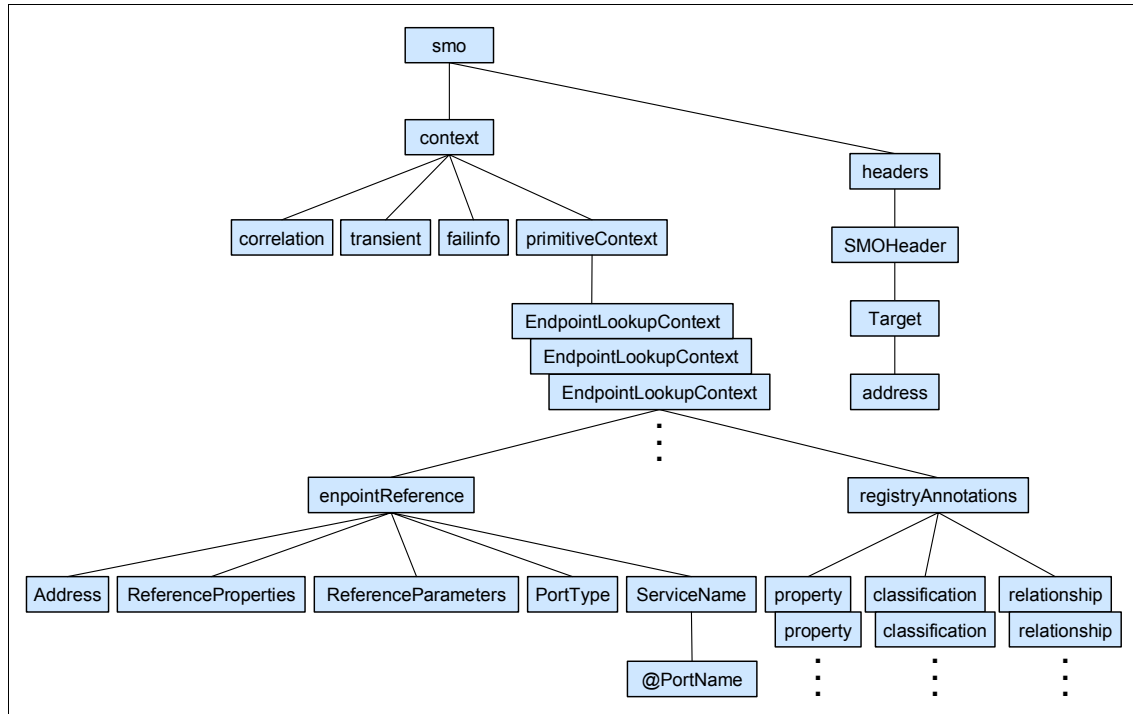 smo
context
headers
correlation
transient
failinfo
primitiveContext
SMOHeader
EndpointLookupContext
EndpointLookupContext
EndpointLookupContext
Target
address
enpointReference
registryAnnotations
Address
ReferenceProperties
ReferenceParameters
PortType
ServiceName
property
classification
relationship
property
classification
relationship
@PortName